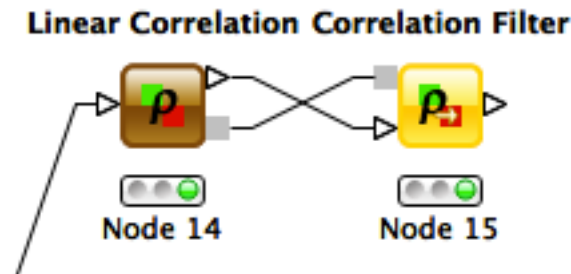 Linear Correlation Correlation Filter
ρ ρ
Node 14 Node 15